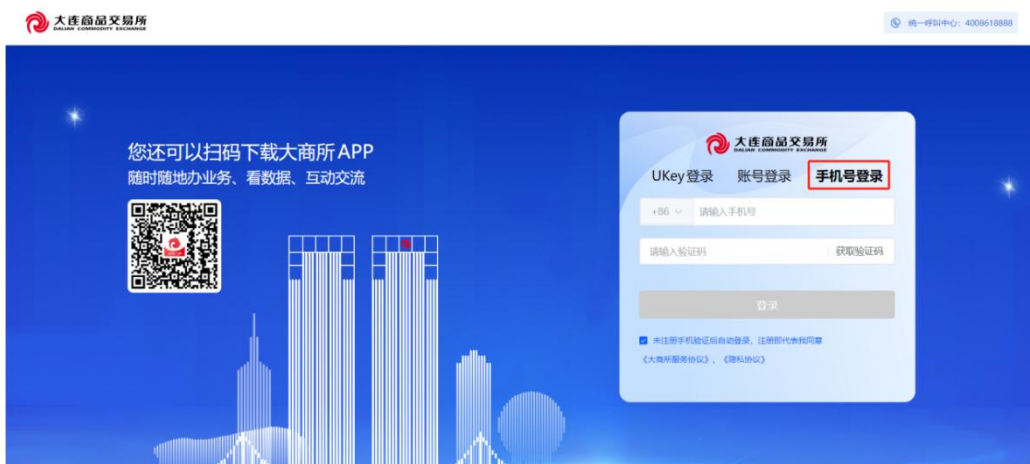 大连商品交易所
DALIAN COMMODITY EXCHANGE
统一呼叫中心：4008618888
您还可以扫码下载大商所APP
随时随地办业务、看数据、互动交流
大连商品交易所
DALIAN COMMODITY EXCHANGE
UKey登录 账号登录 手机号登录
+86 请输入手机号
请输入验证码 获取验证码
登录
未注册手机验证后自动登录，注册即代表我同意
《大商所服务协议》、《隐私协议》